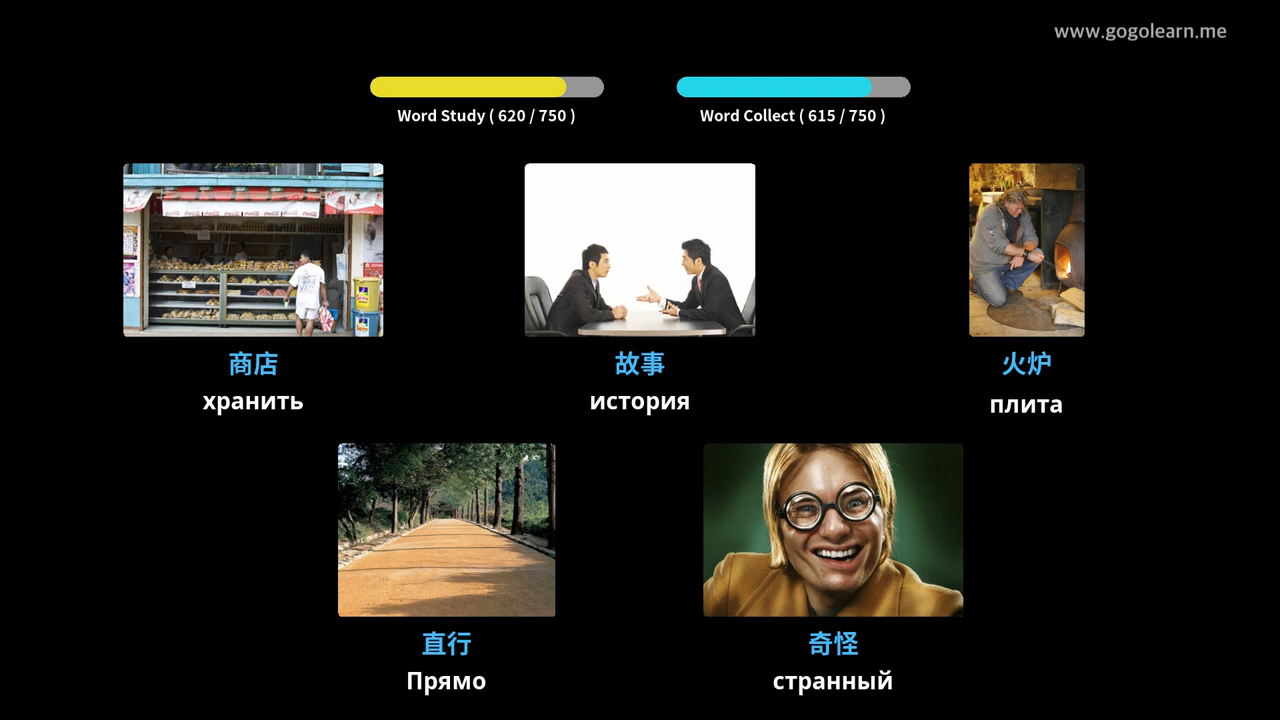 www.gogolearn.me
Word Study ( 620 / 750 )
Word Collect ( 615 / 750 )
商店
хранить
故事
история
火炉
плита
直行
Прямо
奇怪
странный